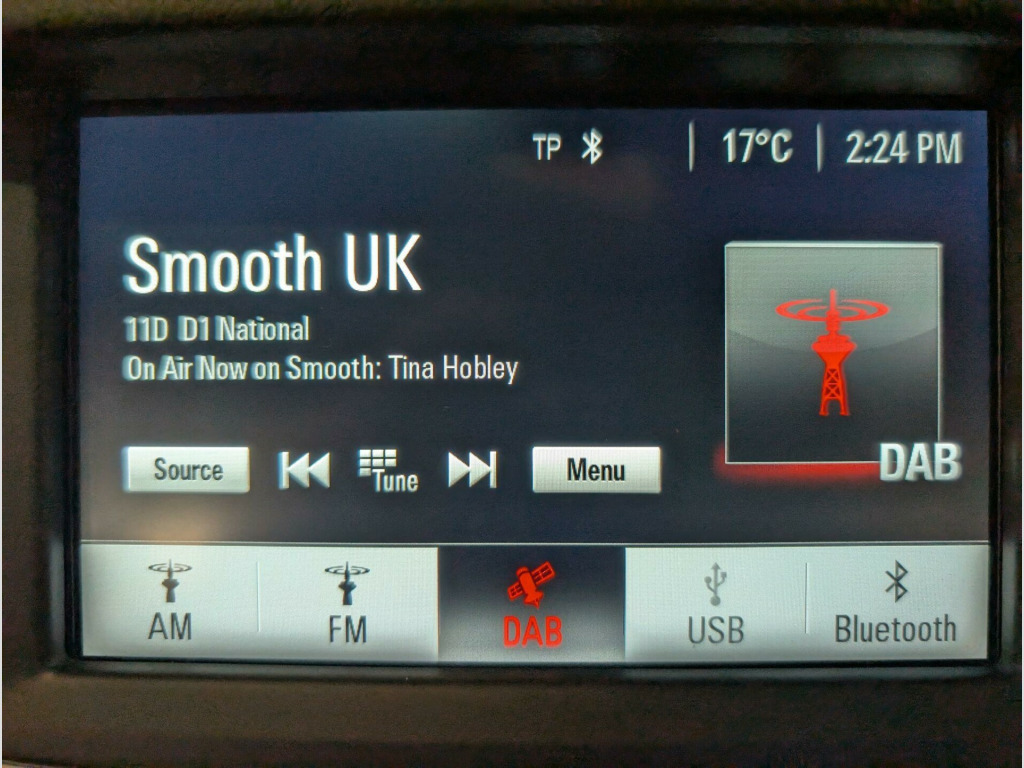 TP 17°C 2:24 PM
Smooth UK
11D D1 National
On Air Now on Smooth: Tina Hobley
Source Tune Menu
DAB
AM FM DAB USB Bluetooth